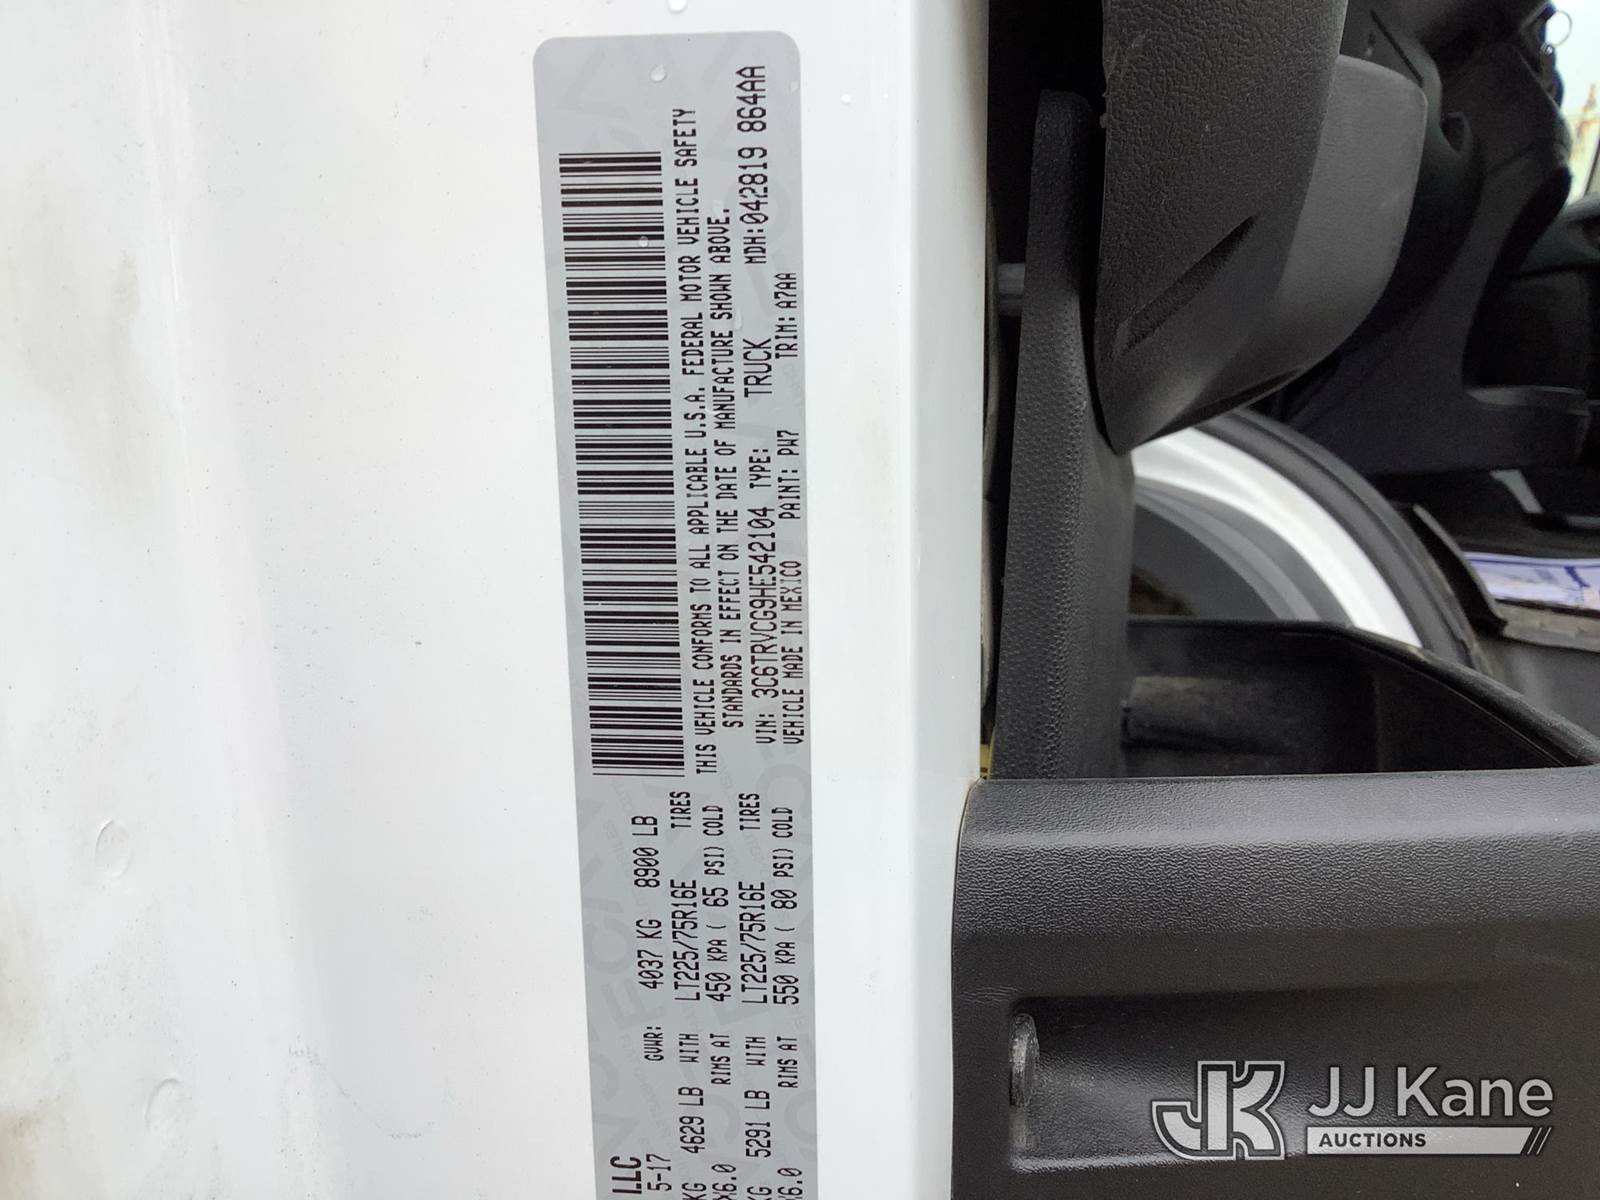 LLC
5-17 GVWR: 4037 KG 8900 LB
KG 4629 LB WITH LT225/75R16E TIRES
X6.0 RIMS AT 450 KPA ( 65 PSI) COLD
KG 5291 LB WITH LT225/75R16E TIRES
X6.0 RIMS AT 550 KPA ( 80 PSI) COLD
THIS VEHICLE CONFORMS TO ALL APPLICABLE U.S.A. FEDERAL MOTOR VEHICLE SAFETY
STANDARDS IN EFFECT ON THE DATE OF MANUFACTURE SHOWN ABOVE.
VIN: 3C6TRVCG9HE542104 TYPE: TRUCK MDH:042819 864AA
VEHICLE MADE IN MEXICO PAINT: PW7 TRIM: A7AA
JK JJ Kane
AUCTIONS